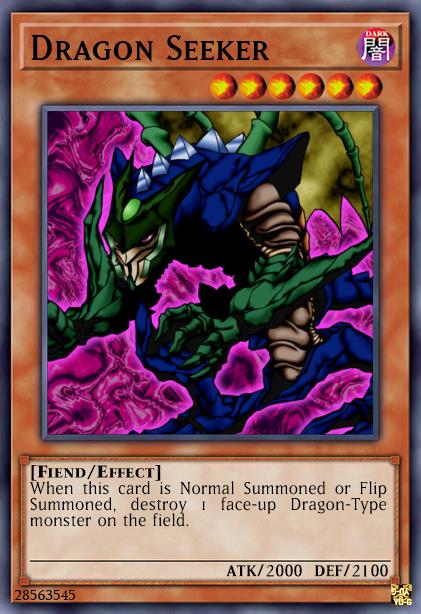 Dragon Seeker
DARK
闇
[Fiend/Effect]
When this card is Normal Summoned or Flip
Summoned, destroy 1 face-up Dragon-Type
monster on the field.
ATK/2000 DEF/2100
28563545